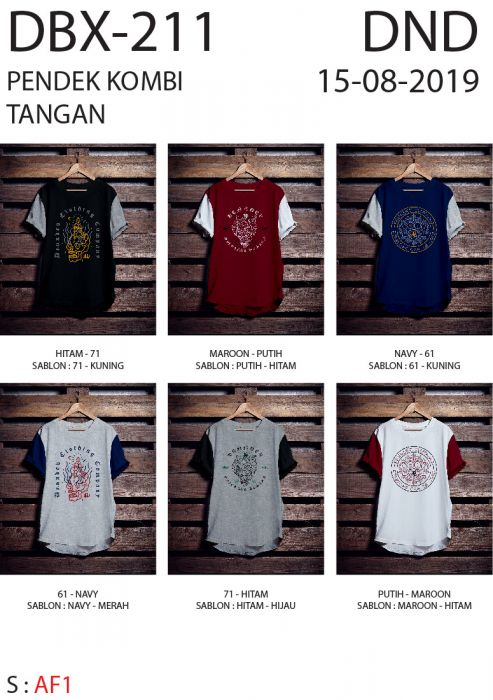 DBX-211
DND
PENDEK KOMBI
TANGAN
15-08-2019
HITAM - 71
SABLON : 71 - KUNING
MAROON - PUTIH
SABLON : PUTIH - HITAM
NAVY - 61
SABLON : 61 - KUNING
61 - NAVY
SABLON : NAVY - MERAH
71 - HITAM
SABLON : HITAM - HIJAU
PUTIH - MAROON
SABLON : MAROON - HITAM
S : AF1